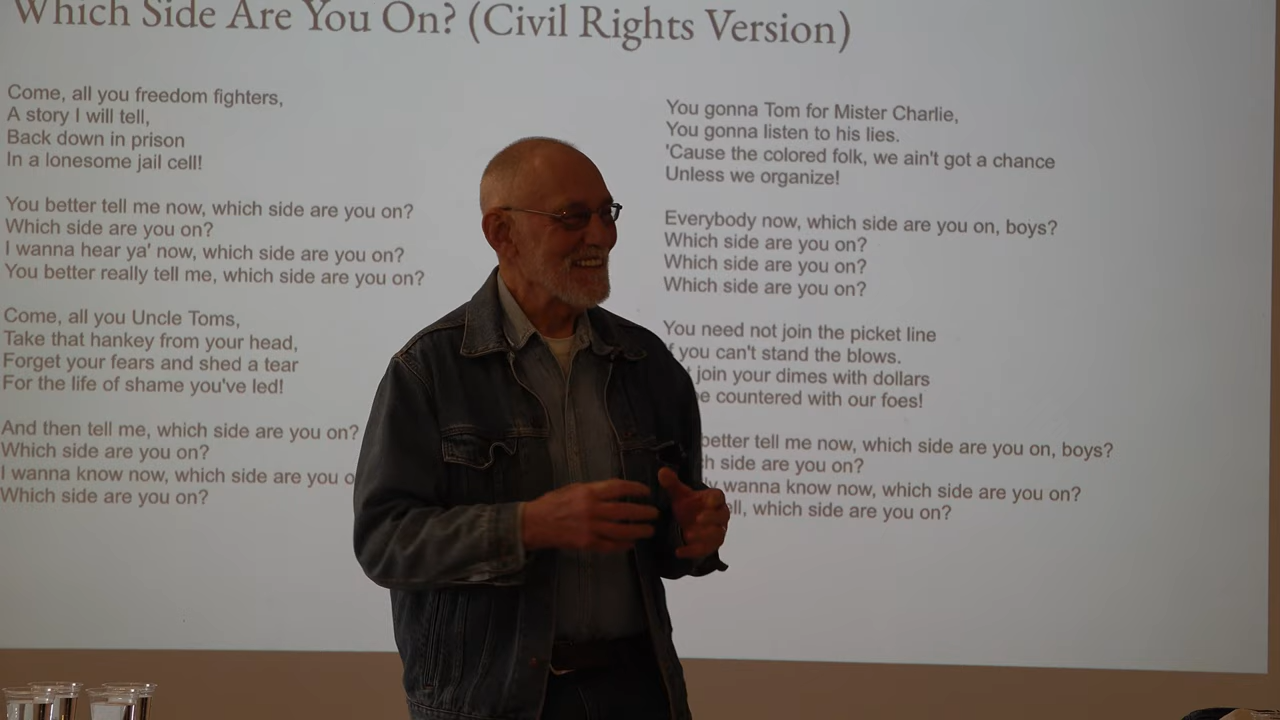 Which Side Are You On? (Civil Rights Version)
Come, all you freedom fighters,
A story I will tell,
Back down in prison
In a lonesome jail cell!
You better tell me now, which side are you on?
Which side are you on?
I wanna hear ya' now, which side are you on?
You better really tell me, which side are you on?
Come, all you Uncle Toms,
Take that hankey from your head,
Forget your fears and shed a tear
For the life of shame you've led!
And then tell me, which side are you on?
Which side are you on?
I wanna know now, which side are you o
Which side are you on?
You gonna Tom for Mister Charlie,
You gonna listen to his lies.
'Cause the colored folk, we ain't got a chance
Unless we organize!
Everybody now, which side are you on, boys?
Which side are you on?
Which side are you on?
Which side are you on?
You need not join the picket line
you can't stand the blows.
join your dimes with dollars
countered with our foes!
better tell me now, which side are you on, boys?
side are you on?
wanna know now, which side are you on?
which side are you on?